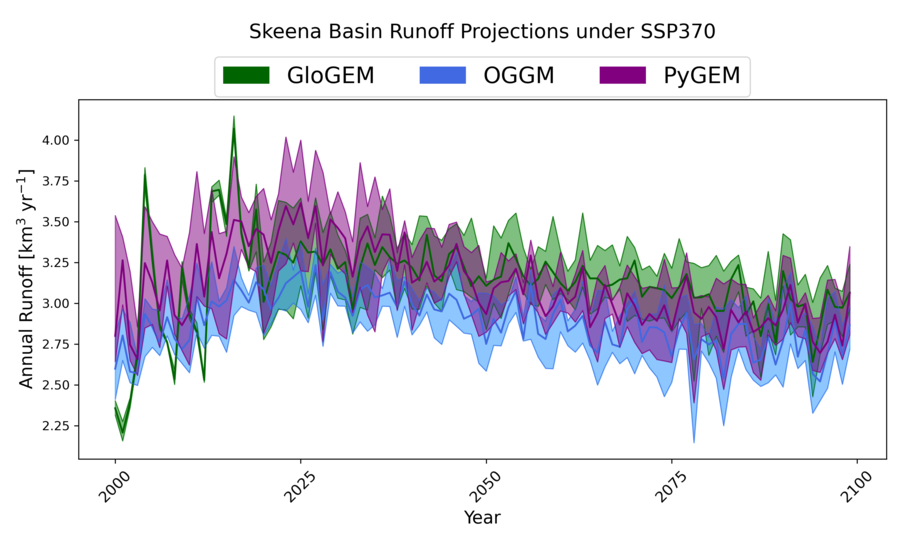 Skeena Basin Runoff Projections under SSP370
GloGEM OGGM PyGEM
Annual Runoff [km³ yr⁻¹]
4.00
3.75
3.50
3.25
3.00
2.75
2.50
2.25
2000 2025 2050 2075 2100
Year